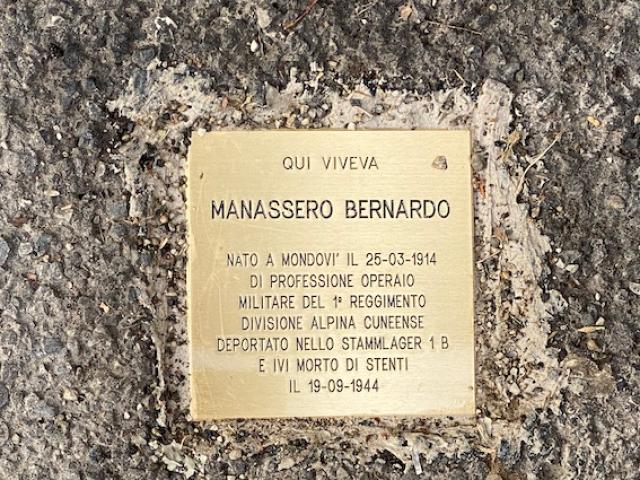 QUI VIVEVA
MANASSERO BERNARDO
NATO A MONDOVI' IL 25-03-1914
DI PROFESSIONE OPERAIO
MILITARE DEL 1° REGGIMENTO
DIVISIONE ALPINA CUNEENSE
DEPORTATO NELLO STAMMLAGER 1 B
E IVI MORTO DI STENTI
IL 19-09-1944